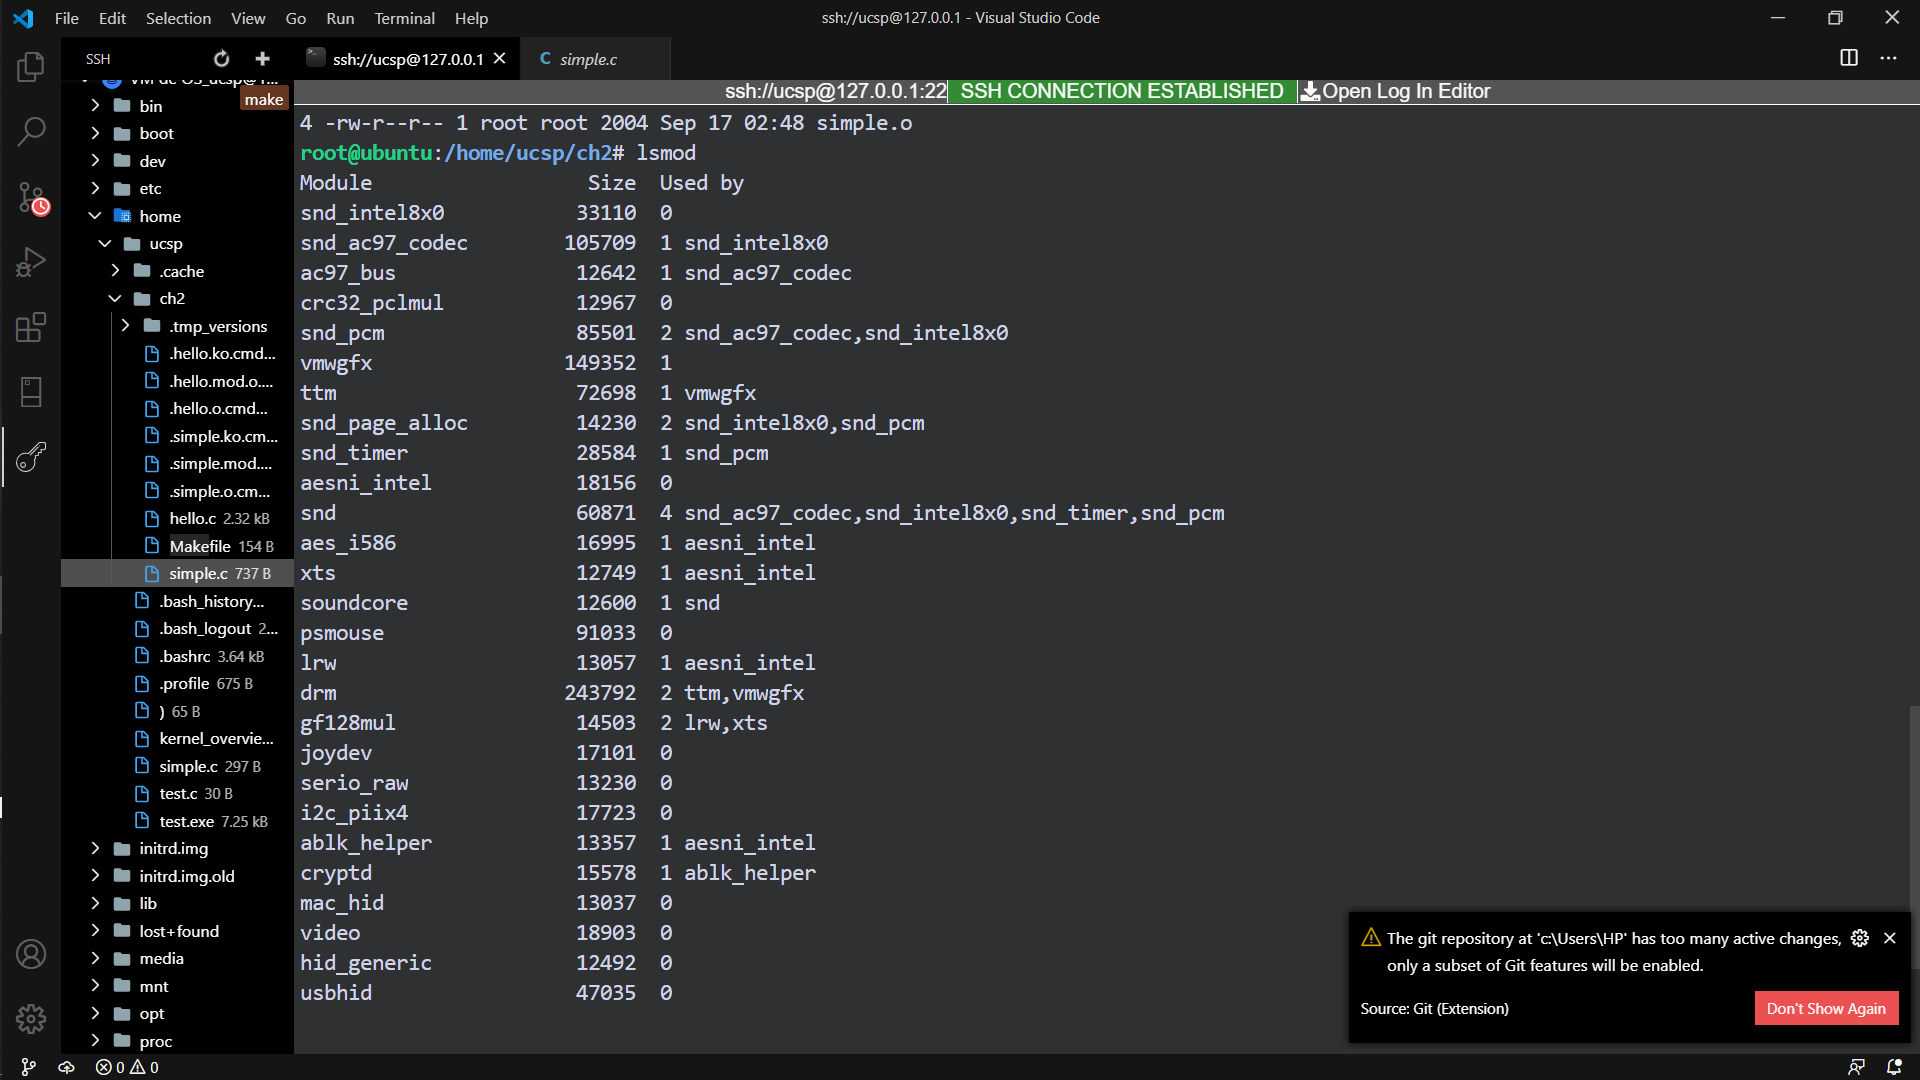 File Edit Selection View Go Run Terminal Help
ssh://ucsp@127.0.0.1 - Visual Studio Code
SSH
ssh://ucsp@127.0.0.1
C simple.c
make
bin
boot
dev
etc
home
ucsp
.cache
ch2
.tmp_versions
.hello.ko.cmd...
.hello.mod.o....
.hello.o.cmd...
.simple.ko.cm...
.simple.mod....
.simple.o.cm...
hello.c 2.32 kB
Makefile 154 B
simple.c 737 B
.bash_history...
.bash_logout 2...
.bashrc 3.64 kB
.profile 675 B
) 65 B
kernel_overvie...
simple.c 297 B
test.c 30 B
test.exe 7.25 kB
initrd.img
initrd.img.old
lib
lost+found
media
mnt
opt
proc
ssh://ucsp@127.0.0.1:22 SSH CONNECTION ESTABLISHED Open Log In Editor
4 -rw-r--r-- 1 root root 2004 Sep 17 02:48 simple.o
root@ubuntu:/home/ucsp/ch2# lsmod
Module Size Used by
snd_intel8x0 33110 0
snd_ac97_codec 105709 1 snd_intel8x0
ac97_bus 12642 1 snd_ac97_codec
crc32_pclmul 12967 0
snd_pcm 85501 2 snd_ac97_codec,snd_intel8x0
vmwgfx 149352 1
ttm 72698 1 vmwgfx
snd_page_alloc 14230 2 snd_intel8x0,snd_pcm
snd_timer 28584 1 snd_pcm
aesni_intel 18156 0
snd 60871 4 snd_ac97_codec,snd_intel8x0,snd_timer,snd_pcm
aes_i586 16995 1 aesni_intel
xts 12749 1 aesni_intel
soundcore 12600 1 snd
psmouse 91033 0
lrw 13057 1 aesni_intel
drm 243792 2 ttm,vmwgfx
gf128mul 14503 2 lrw,xts
joydev 17101 0
serio_raw 13230 0
i2c_piix4 17723 0
ablk_helper 13357 1 aesni_intel
cryptd 15578 1 ablk_helper
mac_hid 13037 0
video 18903 0
hid_generic 12492 0
usbhid 47035 0
The git repository at 'c:\Users\HP' has too many active changes,
only a subset of Git features will be enabled.
Source: Git (Extension)
Don't Show Again
0 0